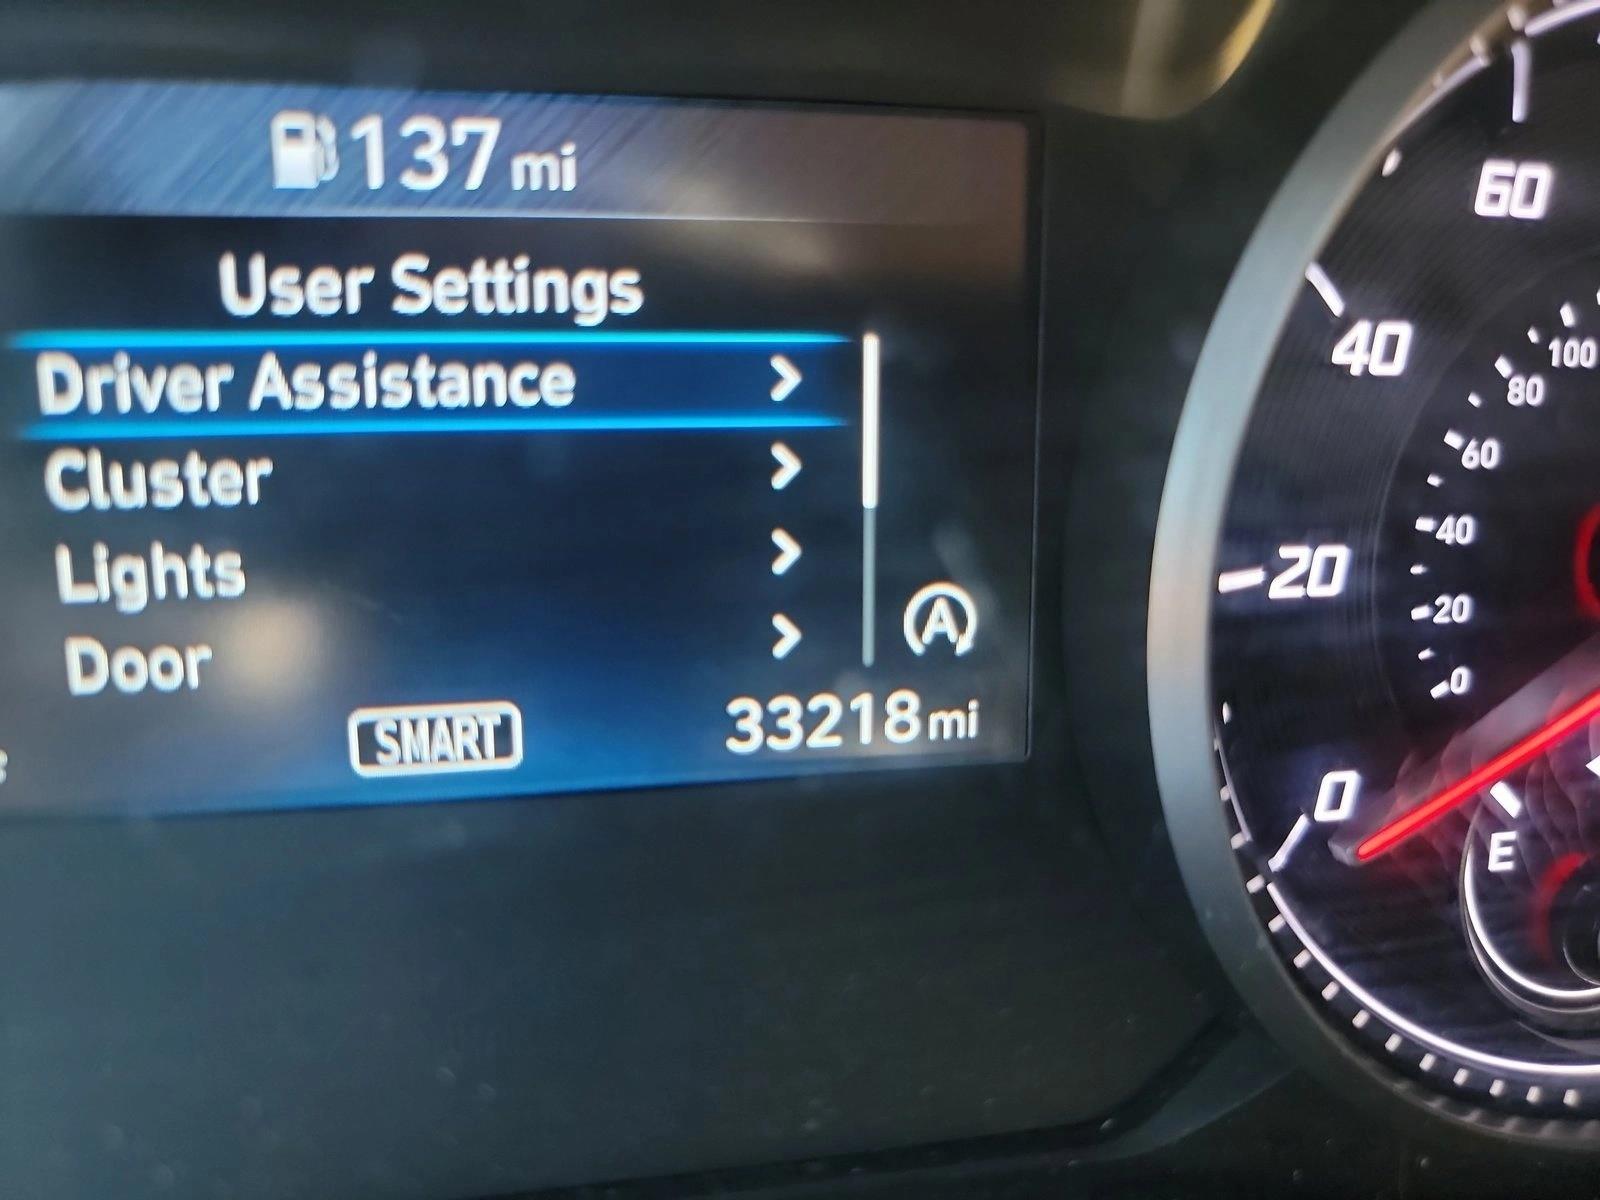 137 mi
User Settings
Driver Assistance
Cluster
Lights
Door
A
SMART
33218 mi
60
40
20
0
100
80
60
40
20
0
E